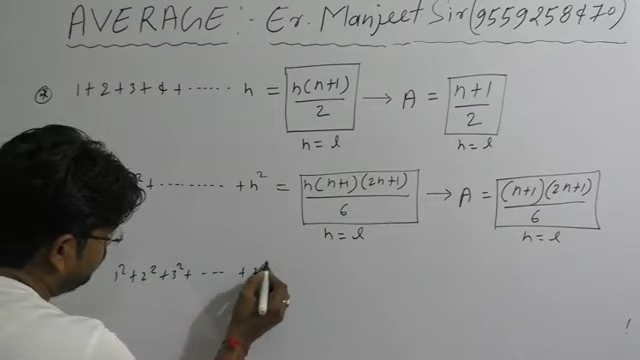 AVERAGE :- Er. Manjeet Sir (9559258470)
* 1+2+3+4+...... n = n(n+1)/2 → A = n+1/2
n = l n = l
²+........ +n² = n(n+1)(2n+1)/6 → A = (n+1)(2n+1)/6
n = l n = l
1²+2²+3²+.... +